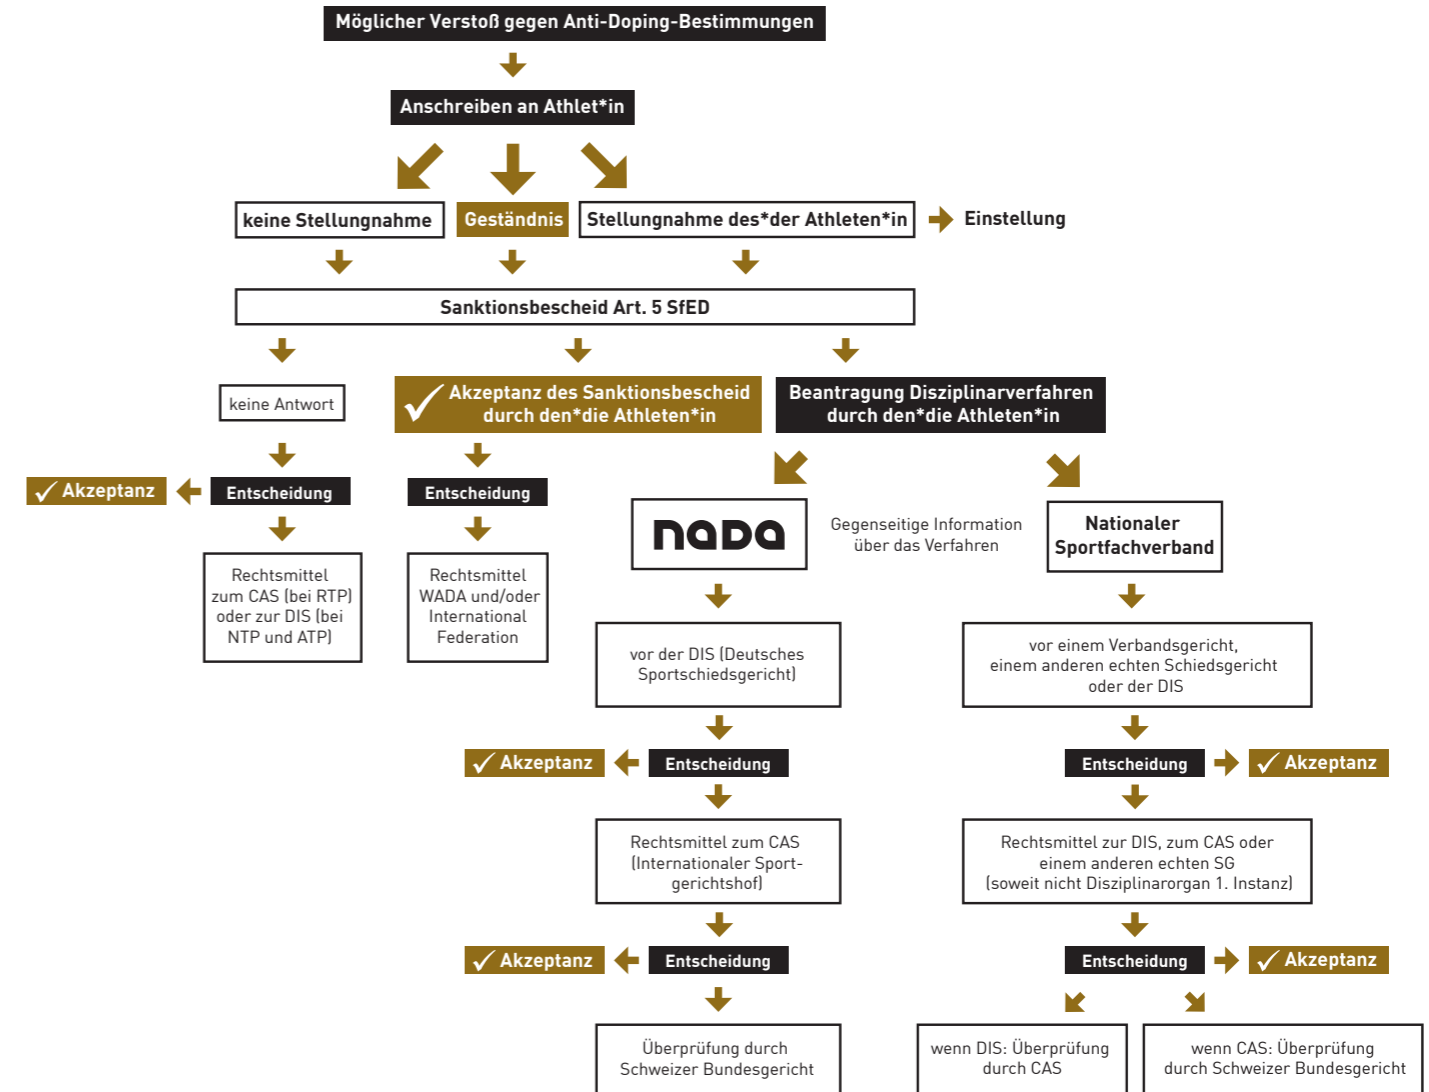 Möglicher Verstoß gegen Anti-Doping-Bestimmungen
Anschreiben an Athlet*in
keine Stellungnahme
Geständnis
Stellungnahme des*der Athleten*in
Einstellung
Sanktionsbescheid Art. 5 SfED
keine Antwort
Akzeptanz des Sanktionsbescheid
durch den*die Athleten*in
Beantragung Disziplinarverfahren
durch den*die Athleten*in
Akzeptanz
Entscheidung
Entscheidung
Rechtsmittel
zum CAS (bei RTP)
oder zur DIS (bei
NTP und ATP)
Rechtsmittel
WADA und/oder
International
Federation
naDa
Gegenseitige Information
über das Verfahren
Nationaler
Sportfachverband
vor der DIS (Deutsches
Sportschiedsgericht)
vor einem Verbandsgericht,
einem anderen echten Schiedsgericht
oder der DIS
Akzeptanz
Entscheidung
Entscheidung
Akzeptanz
Rechtsmittel zum CAS
(Internationaler Sport-
gerichtshof)
Rechtsmittel zur DIS, zum CAS oder
einem anderen echten SG
(soweit nicht Disziplinarorgan 1. Instanz)
Akzeptanz
Entscheidung
Entscheidung
Akzeptanz
Überprüfung durch
Schweizer Bundesgericht
wenn DIS: Überprüfung
durch CAS
wenn CAS: Überprüfung
durch Schweizer Bundesgericht